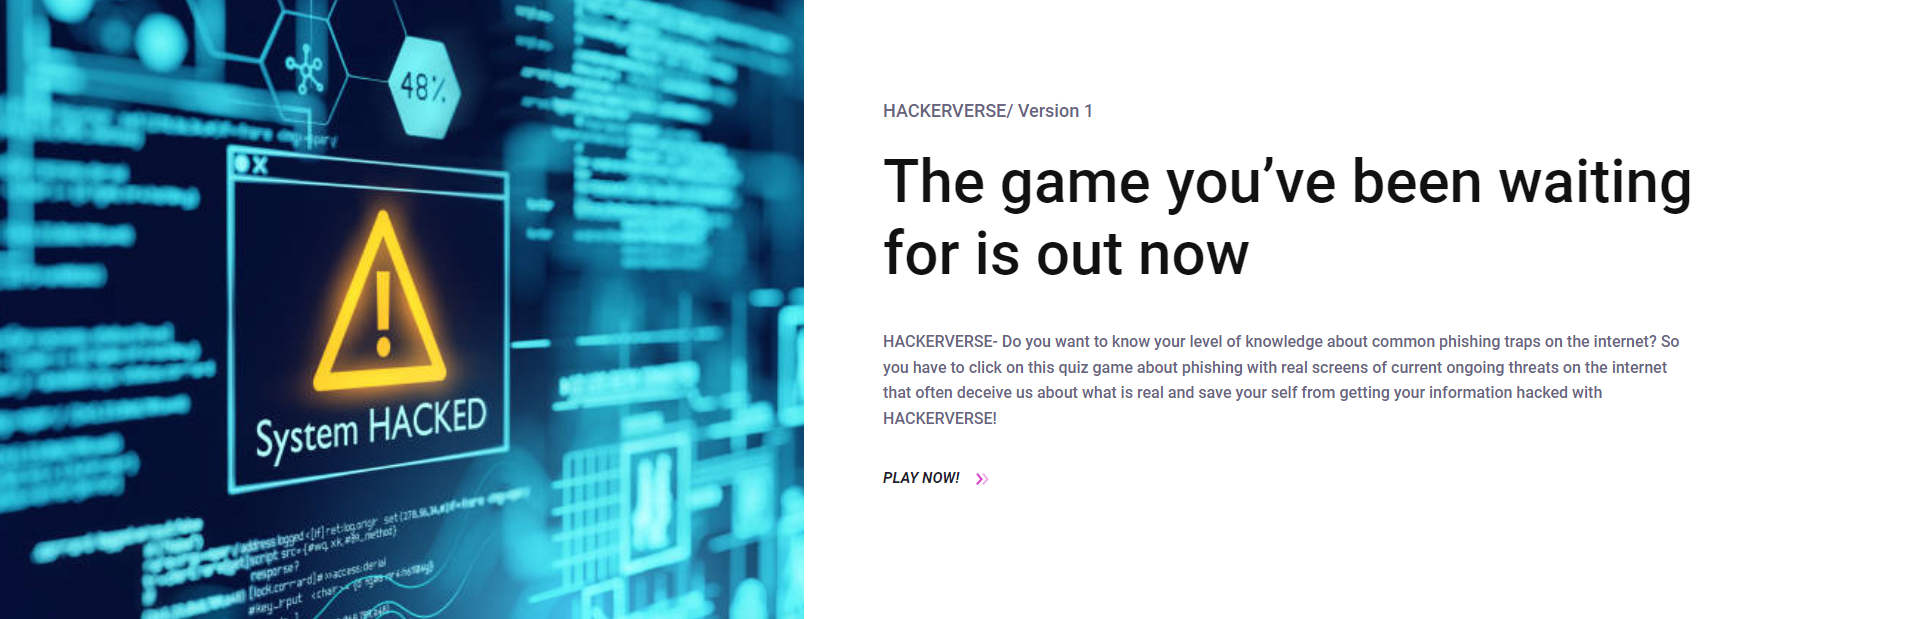 48%
System HACKED
HACKERVERSE/ Version 1
The game you’ve been waiting
for is out now
HACKERVERSE- Do you want to know your level of knowledge about common phishing traps on the internet? So
you have to click on this quiz game about phishing with real screens of current ongoing threats on the internet
that often deceive us about what is real and save your self from getting your information hacked with
HACKERVERSE!
PLAY NOW!